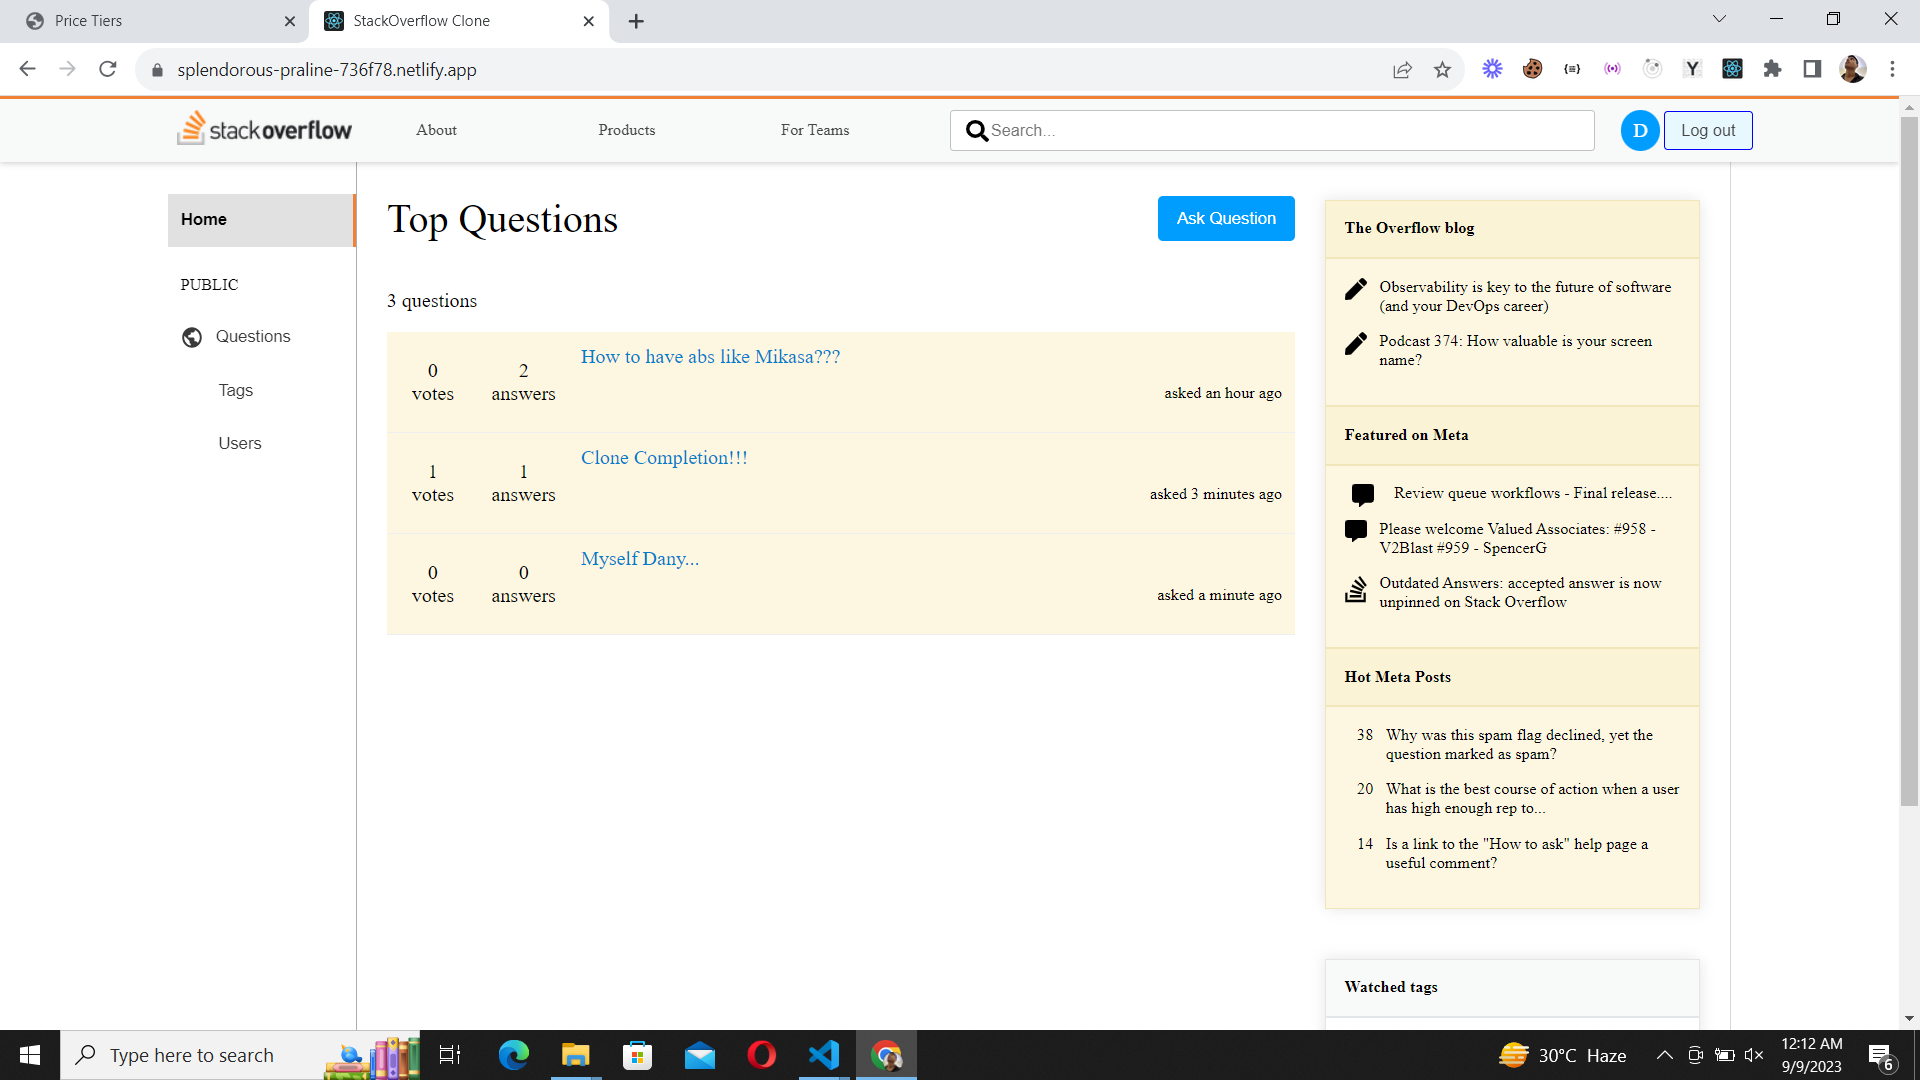 Price Tiers
StackOverflow Clone
splendorous-praline-736f78.netlify.app
stackoverflow
About
Products
For Teams
Search...
D
Log out
Home
PUBLIC
Questions
Tags
Users
Top Questions
Ask Question
3 questions
0
votes
2
answers
How to have abs like Mikasa???
asked an hour ago
1
votes
1
answers
Clone Completion!!!
asked 3 minutes ago
0
votes
0
answers
Myself Dany...
asked a minute ago
The Overflow blog
Observability is key to the future of software
(and your DevOps career)
Podcast 374: How valuable is your screen
name?
Featured on Meta
Review queue workflows - Final release....
Please welcome Valued Associates: #958 -
V2Blast #959 - SpencerG
Outdated Answers: accepted answer is now
unpinned on Stack Overflow
Hot Meta Posts
38 Why was this spam flag declined, yet the
question marked as spam?
20 What is the best course of action when a user
has high enough rep to...
14 Is a link to the "How to ask" help page a
useful comment?
Watched tags
Type here to search
30°C Haze
12:12 AM
9/9/2023
6